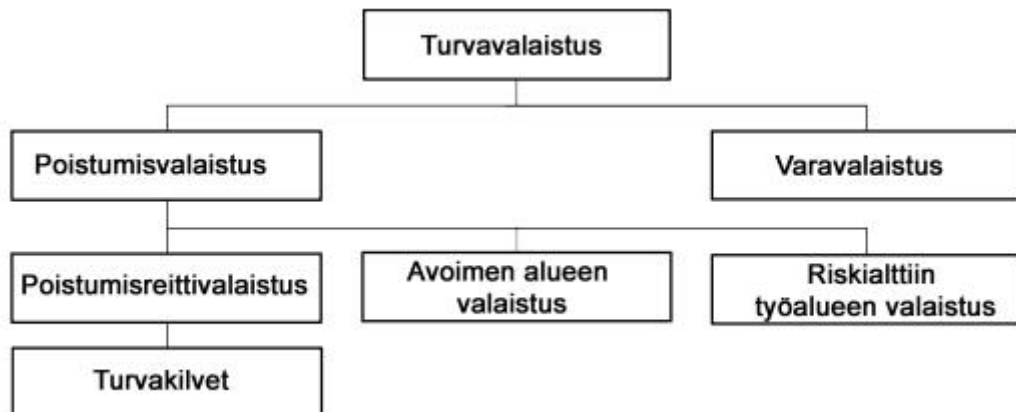 Turvavalaistus
Poistumisvalaistus
Varavalaistus
Poistumisreittivalaistus
Avoimen alueen
valaistus
Riskialttiin
työalueen valaistus
Turvakilvet